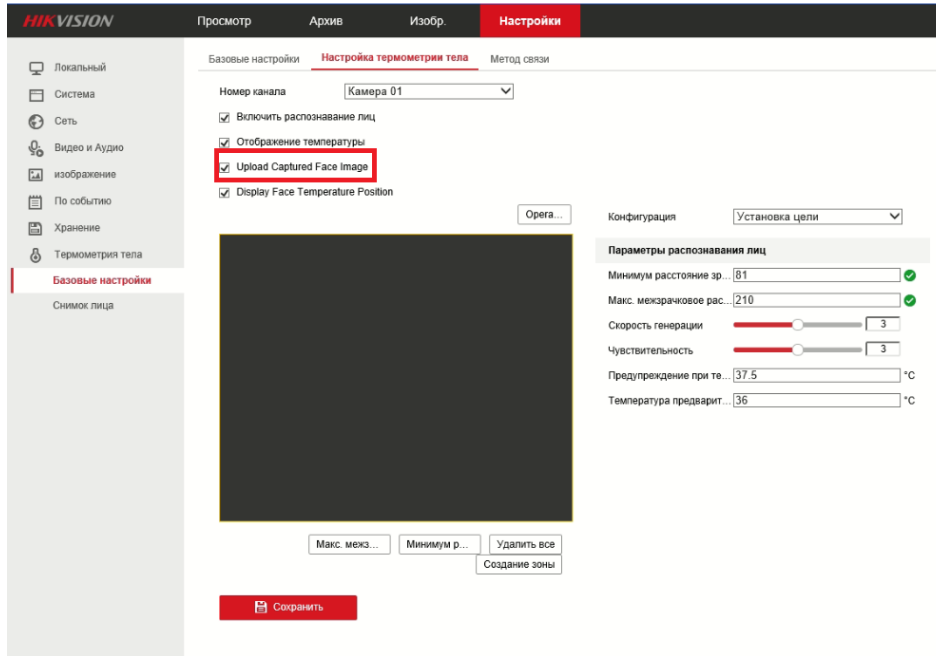 HIKVISION
Просмотр Архив Изобр. Настройки
Локальный
Система
Сеть
Видео и Аудио
изображение
По событию
Хранение
Термометрия тела
Базовые настройки
Снимок лица
Базовые настройки Настройка термометрии тела Метод связи
Номер канала Камера 01
Включить распознавание лиц
Отображение температуры
Upload Captured Face Image
Display Face Temperature Position
Opera...
Макс. межз... Минимум р... Удалить все
Создание зоны
Сохранить
Конфигурация Установка цели
Параметры распознавания лиц
Минимум расстояние зр... 81
Макс. межзрачковое рас... 210
Скорость генерации 3
Чувствительность 3
Предупреждение при те... 37.5 °C
Температура предварит... 36 °C